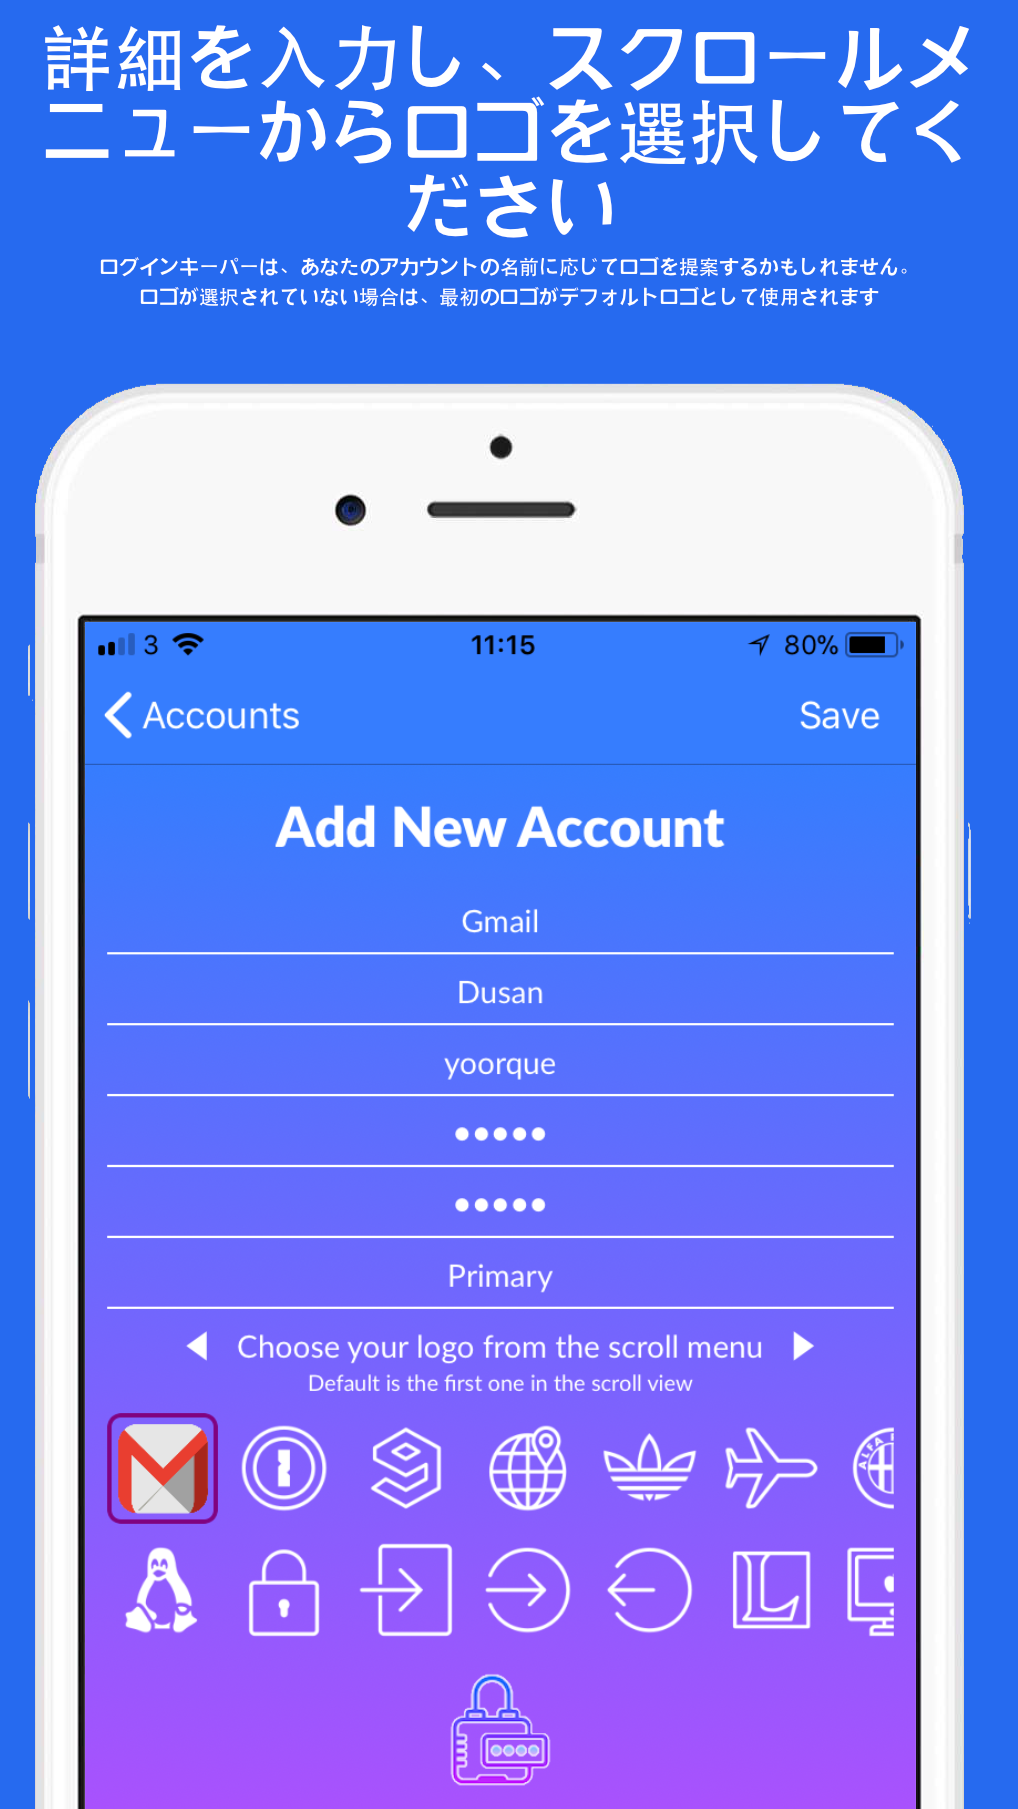 詳細を入力し、スクロールメ
ニューからロゴを選択してく
ださい
ログインキーパーは、あなたのアカウントの名前に応じてロゴを提案するかもしれません。
ロゴが選択されていない場合は、最初のロゴがデフォルトロゴとして使用されます
3 11:15 80%
Accounts Save
Add New Account
Gmail
Dusan
yoorque
•••••
•••••
Primary
Choose your logo from the scroll menu
Default is the first one in the scroll view
ALFA
L